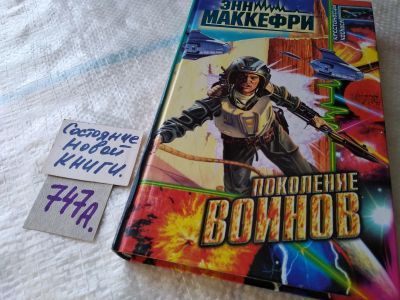 ЭНН
МАККЕФРИ
ПОКОЛЕНИЕ
ВОИНОВ
Состояние
новой
книги.
747А.